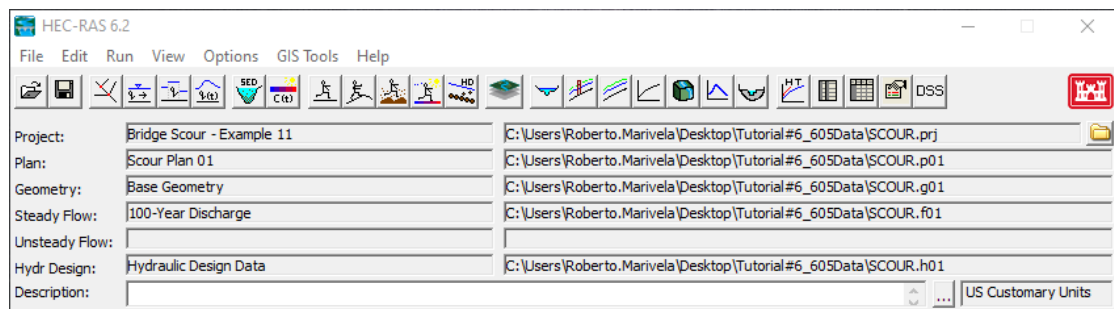 HEC-RAS 6.2
File Edit Run View Options GIS Tools Help
SED C(t) HD HT DSS
Project: Bridge Scour - Example 11 C:\Users\Roberto.Marivela\Desktop\Tutorial#6_605Data\SCOUR.prj
Plan: Scour Plan 01 C:\Users\Roberto.Marivela\Desktop\Tutorial#6_605Data\SCOUR.p01
Geometry: Base Geometry C:\Users\Roberto.Marivela\Desktop\Tutorial#6_605Data\SCOUR.g01
Steady Flow: 100-Year Discharge C:\Users\Roberto.Marivela\Desktop\Tutorial#6_605Data\SCOUR.f01
Unsteady Flow:
Hydr Design: Hydraulic Design Data C:\Users\Roberto.Marivela\Desktop\Tutorial#6_605Data\SCOUR.h01
Description: ... US Customary Units